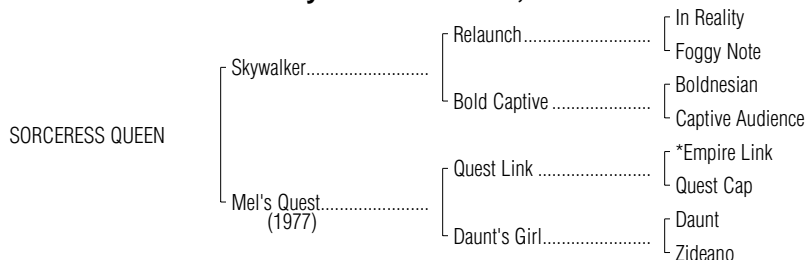 In Reality
Relaunch..............................
Foggy Note
Skywalker.............................
Boldnesian
Bold Captive ........................
Captive Audience
SORCERESS QUEEN
*Empire Link
Quest Link ...........................
Quest Cap
Mel's Quest..........................
(1977)
Daunt
Daunt's Girl..........................
Zideano